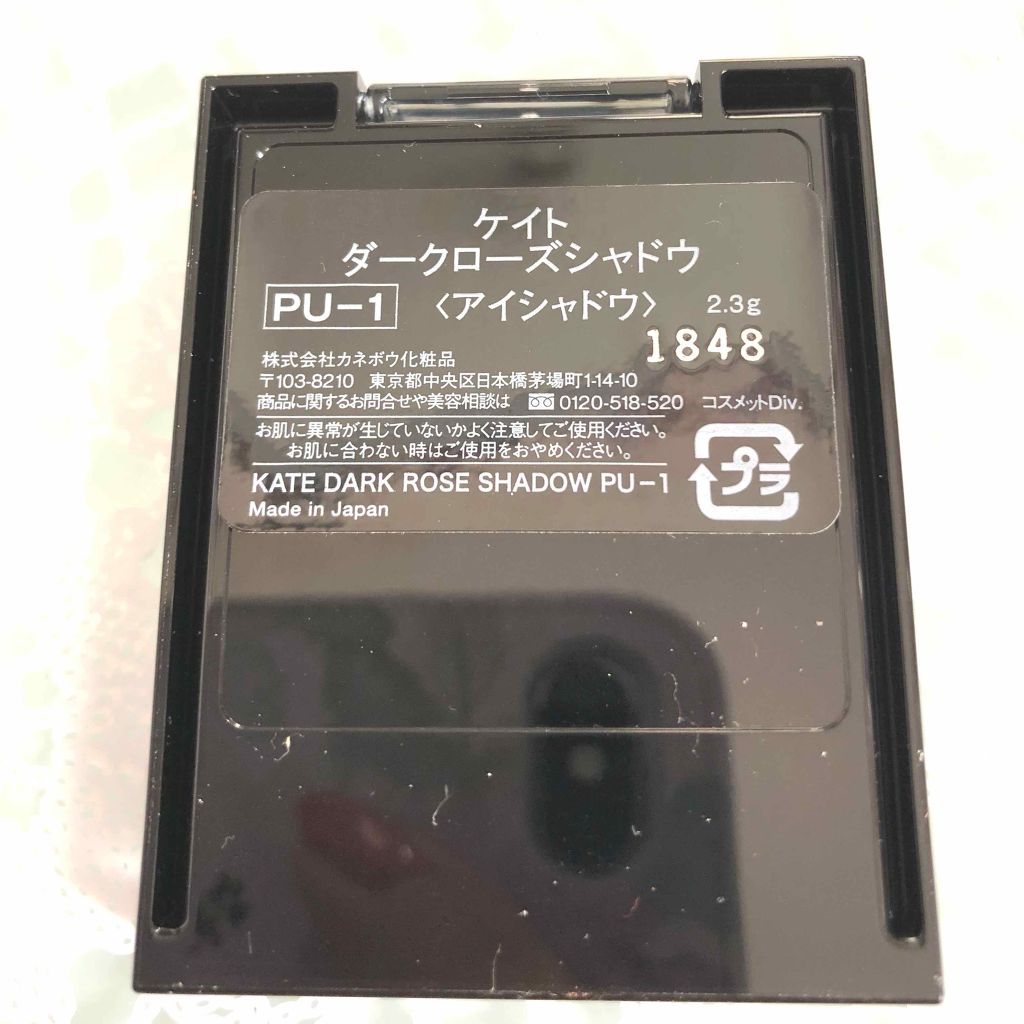 ケイト
ダークローズシャドウ
PU-1 〈アイシャドウ〉 2.3g
1848
株式会社カネボウ化粧品
〒103-8210 東京都中央区日本橋茅場町1-14-10
商品に関するお問合せや美容相談は 0120-518-520 コスメットDiv.
お肌に異常が生じていないかよく注意してご使用ください。
お肌に合わない時はご使用をおやめください。
プラ
KATE DARK ROSE SHADOW PU-1
Made in Japan